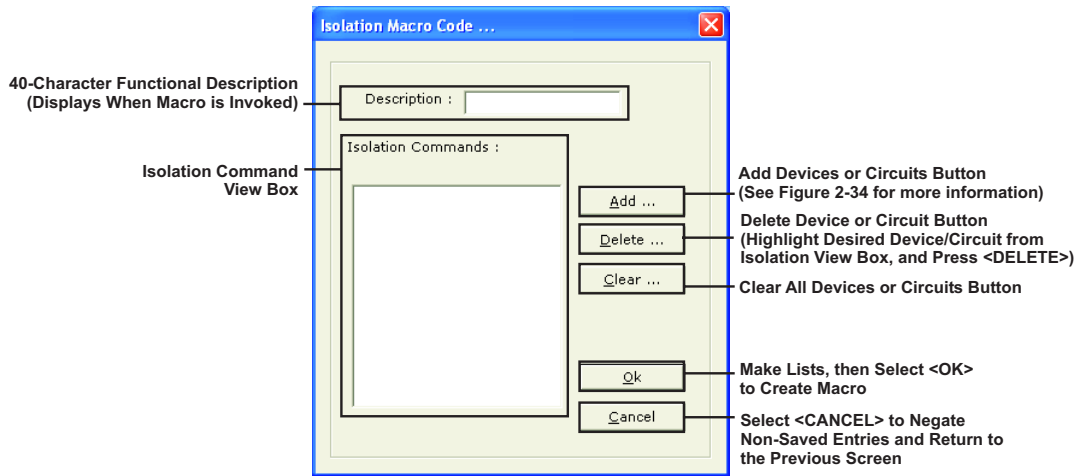 Isolation Macro Code ...
40-Character Functional Description
(Displays When Macro is Invoked)
Description :
Isolation Commands :
Isolation Command
View Box
Add ...
Add Devices or Circuits Button
(See Figure 2-34 for more information)
Delete ...
Delete Device or Circuit Button
(Highlight Desired Device/Circuit from
Isolation View Box, and Press <DELETE>)
Clear ...
Clear All Devices or Circuits Button
Ok
Make Lists, then Select <OK>
to Create Macro
Cancel
Select <CANCEL> to Negate
Non-Saved Entries and Return to
the Previous Screen